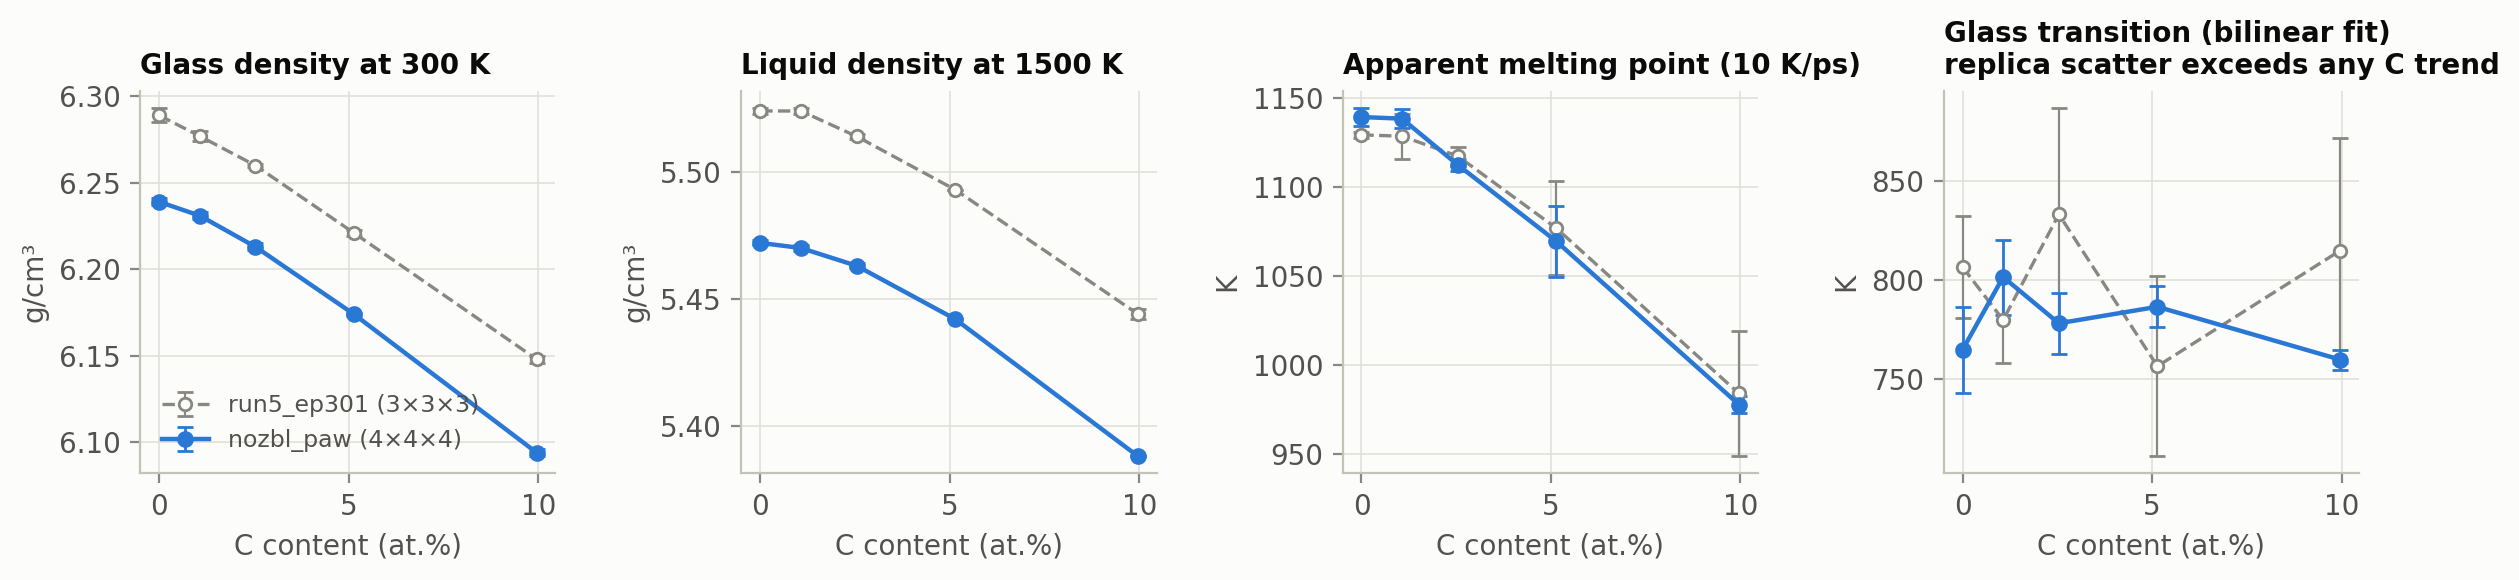 Glass density at 300 K
6.30
6.25
6.20
6.15
6.10
g/cm³
run5_ep301 (3×3×3)
nozbl_paw (4×4×4)
0 5 10
C content (at.%)
Liquid density at 1500 K
5.50
5.45
5.40
g/cm³
0 5 10
C content (at.%)
Apparent melting point (10 K/ps)
1150
1100
1050
1000
950
K
0 5 10
C content (at.%)
Glass transition (bilinear fit)
replica scatter exceeds any C trend
850
800
750
K
0 5 10
C content (at.%)